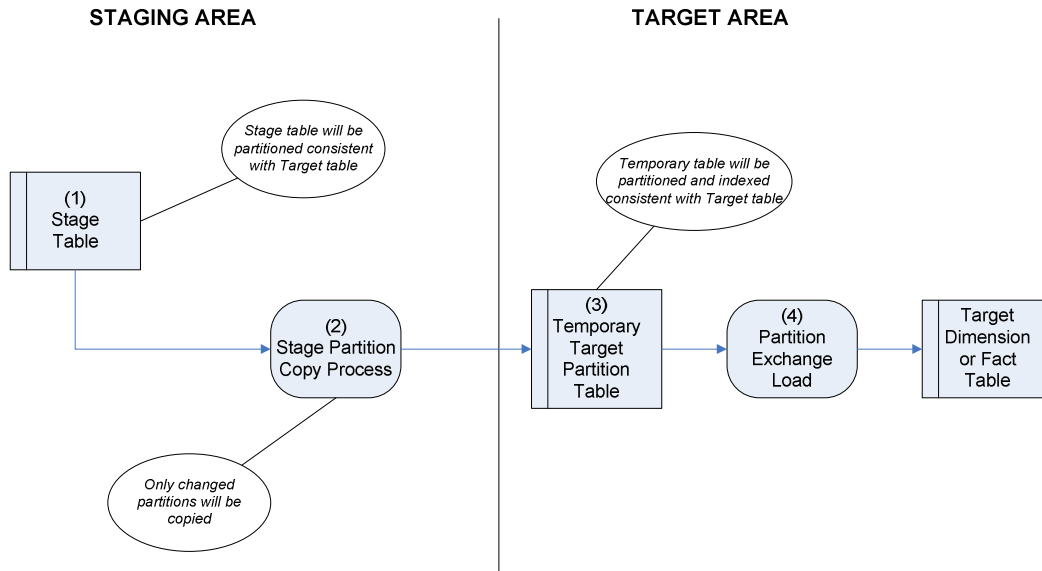 STAGING AREA
TARGET AREA
Stage table will be
partitioned consistent
with Target table
Temporary table will be
partitioned and indexed
consistent with Target table
(1)
Stage
Table
(2)
Stage Partition
Copy Process
(3)
Temporary
Target
Partition
Table
(4)
Partition
Exchange
Load
Target
Dimension
or Fact
Table
Only changed
partitions will be
copied